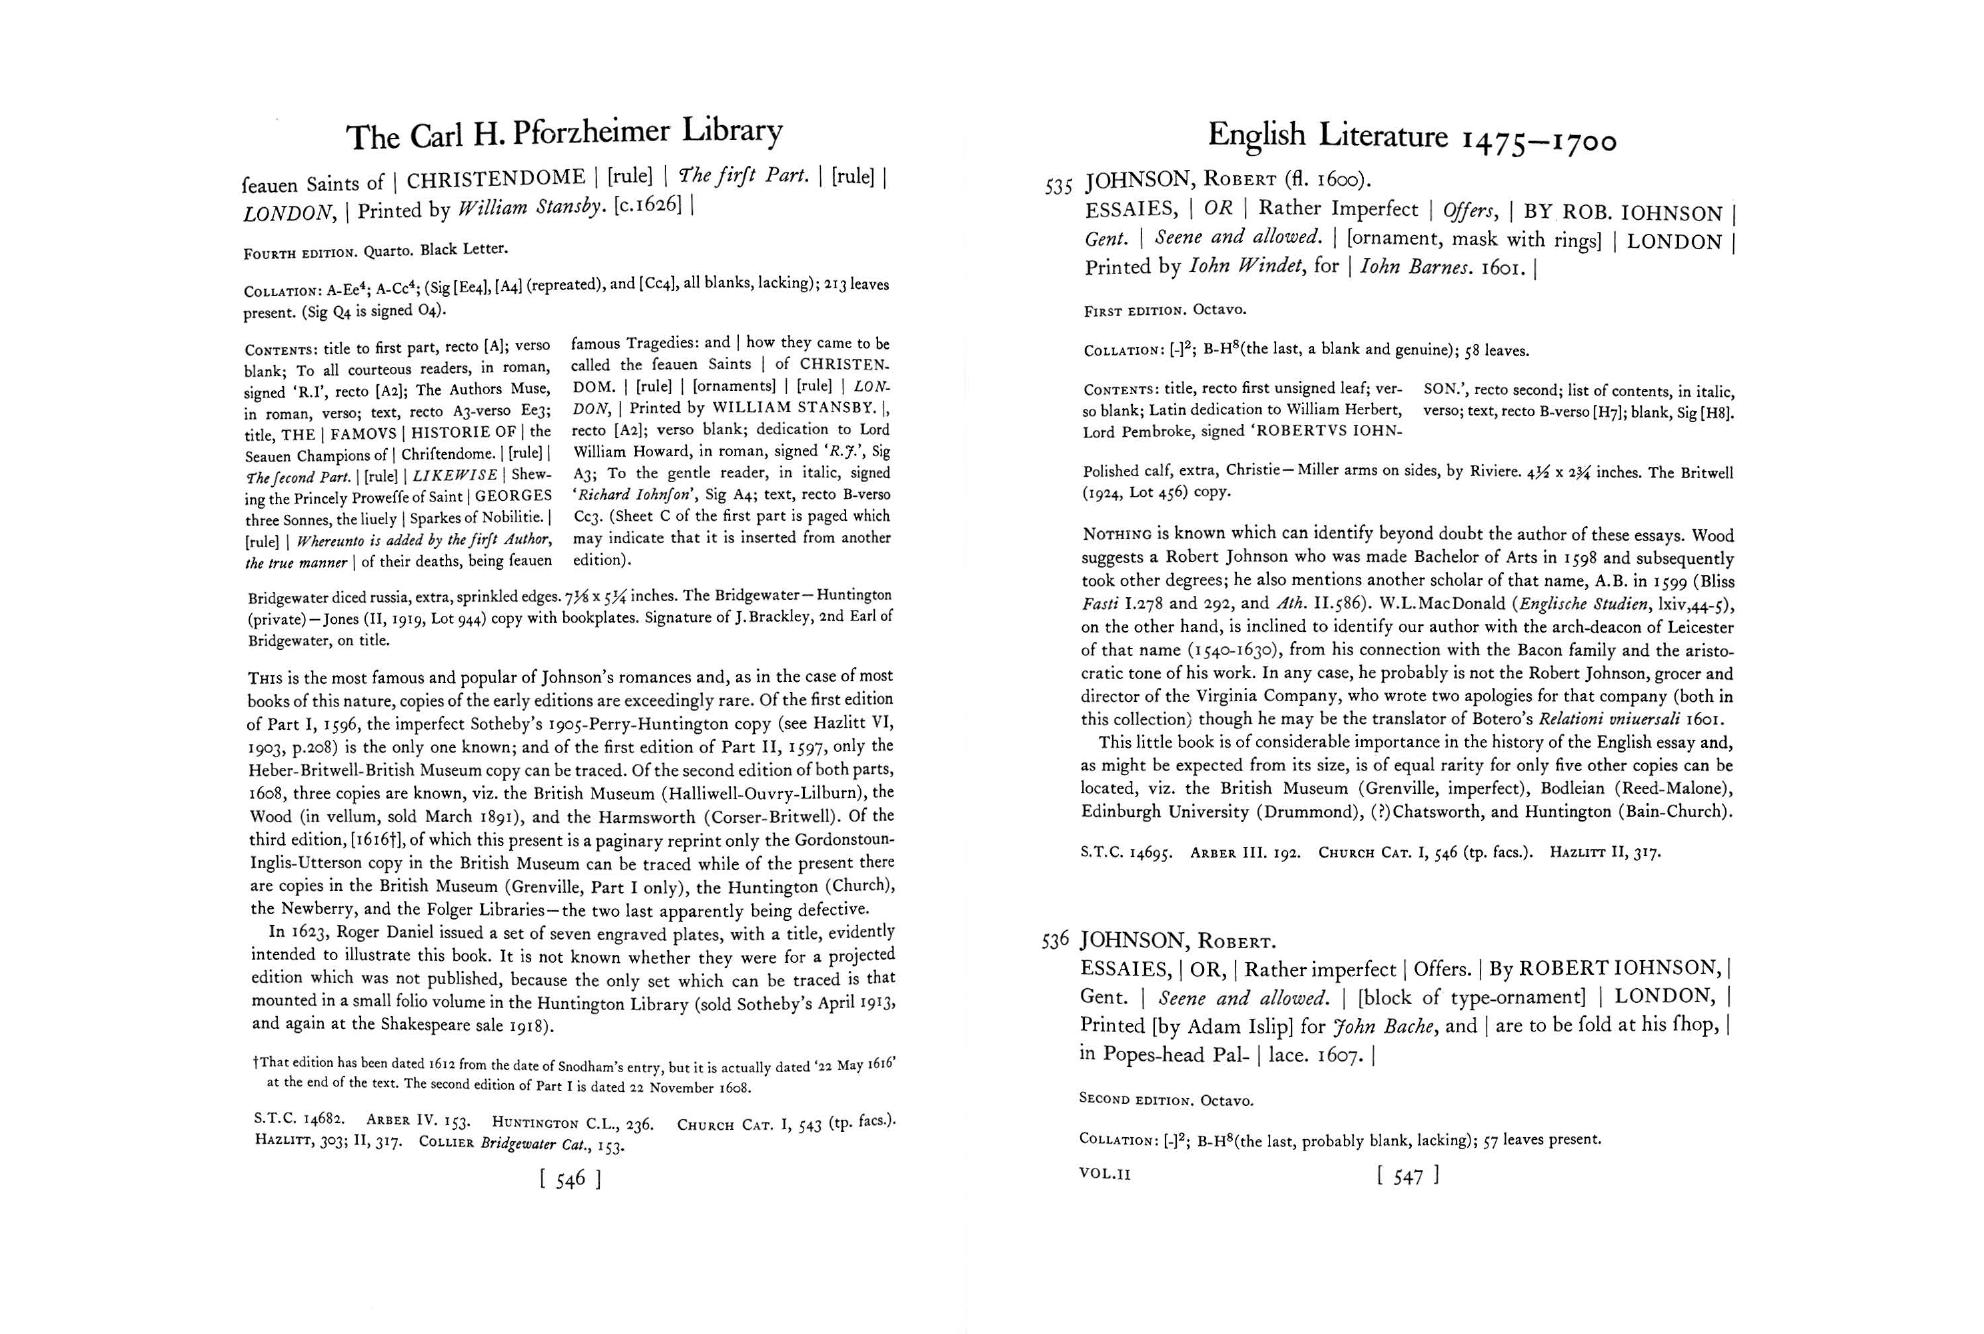 The Carl H. Pforzheimer Library
ſeauen Saints of | CHRISTENDOME | [rule] | The firſt Part. | [rule] |
LONDON, | Printed by William Stansby. [c.1626] |
FOURTH EDITION. Quarto. Black Letter.
COLLATION: A-Ee⁴; A-Cc⁴; (Sig [Ee4], [A4] (repreated), and [Cc4], all blanks, lacking); 213 leaves
present. (Sig Q4 is signed O4).
CONTENTS: title to first part, recto [A]; verso
blank; To all courteous readers, in roman,
signed ‘R.I’, recto [A2]; The Authors Muse,
in roman, verso; text, recto A3-verso Ee3;
title, THE | FAMOVS | HISTORIE OF | the
Seauen Champions of | Chriſtendome. | [rule] |
The ſecond Part. | [rule] | LIKEWISE | Shew-
ing the Princely Proweſſe of Saint | GEORGES
three Sonnes, the liuely | Sparkes of Nobilitie. |
[rule] | Whereunto is added by the firſt Author,
the true manner | of their deaths, being ſeauen
famous Tragedies: and | how they came to be
called the ſeauen Saints | of CHRISTEN-
DOM. | [rule] | [ornaments] | [rule] | LON-
DON, | Printed by WILLIAM STANSBY. |,
recto [A2]; verso blank; dedication to Lord
William Howard, in roman, signed ‘R.J.’, Sig
A3; To the gentle reader, in italic, signed
‘Richard Iohnſon’, Sig A4; text, recto B-verso
Cc3. (Sheet C of the first part is paged which
may indicate that it is inserted from another
edition).
Bridgewater diced russia, extra, sprinkled edges. 7⅛ x 5¼ inches. The Bridgewater—Huntington
(private)—Jones (II, 1919, Lot 944) copy with bookplates. Signature of J.Brackley, 2nd Earl of
Bridgewater, on title.
THIS is the most famous and popular of Johnson’s romances and, as in the case of most
books of this nature, copies of the early editions are exceedingly rare. Of the first edition
of Part I, 1596, the imperfect Sotheby’s 1905-Perry-Huntington copy (see Hazlitt VI,
1903, p.208) is the only one known; and of the first edition of Part II, 1597, only the
Heber-Britwell-British Museum copy can be traced. Of the second edition of both parts,
1608, three copies are known, viz. the British Museum (Halliwell-Ouvry-Lilburn), the
Wood (in vellum, sold March 1891), and the Harmsworth (Corser-Britwell). Of the
third edition, [1616†], of which this present is a paginary reprint only the Gordonstoun-
Inglis-Utterson copy in the British Museum can be traced while of the present there
are copies in the British Museum (Grenville, Part I only), the Huntington (Church),
the Newberry, and the Folger Libraries—the two last apparently being defective.
In 1623, Roger Daniel issued a set of seven engraved plates, with a title, evidently
intended to illustrate this book. It is not known whether they were for a projected
edition which was not published, because the only set which can be traced is that
mounted in a small folio volume in the Huntington Library (sold Sotheby’s April 1913,
and again at the Shakespeare sale 1918).
†That edition has been dated 1612 from the date of Snodham’s entry, but it is actually dated ‘22 May 1616’
at the end of the text. The second edition of Part I is dated 22 November 1608.
S.T.C. 14682. ARBER IV. 153. HUNTINGTON C.L., 236. CHURCH CAT. I, 543 (tp. facs.).
HAZLITT, 303; II, 317. COLLIER Bridgewater Cat., 153.
[ 546 ]
English Literature 1475—1700
535 JOHNSON, ROBERT (fl. 1600).
ESSAIES, | OR | Rather Imperfect | Offers, | BY ROB. IOHNSON |
Gent. | Seene and allowed. | [ornament, mask with rings] | LONDON |
Printed by Iohn Windet, for | Iohn Barnes. 1601. |
FIRST EDITION. Octavo.
COLLATION: [-]²; B-H⁸(the last, a blank and genuine); 58 leaves.
CONTENTS: title, recto first unsigned leaf; ver-
so blank; Latin dedication to William Herbert,
Lord Pembroke, signed ‘ROBERTVS IOHN-
SON.’, recto second; list of contents, in italic,
verso; text, recto B-verso [H7]; blank, Sig [H8].
Polished calf, extra, Christie—Miller arms on sides, by Riviere. 4½ x 2¾ inches. The Britwell
(1924, Lot 456) copy.
NOTHING is known which can identify beyond doubt the author of these essays. Wood
suggests a Robert Johnson who was made Bachelor of Arts in 1598 and subsequently
took other degrees; he also mentions another scholar of that name, A.B. in 1599 (Bliss
Fasti I.278 and 292, and Ath. II.586). W.L.MacDonald (Englische Studien, lxiv,44-5),
on the other hand, is inclined to identify our author with the arch-deacon of Leicester
of that name (1540-1630), from his connection with the Bacon family and the aristo-
cratic tone of his work. In any case, he probably is not the Robert Johnson, grocer and
director of the Virginia Company, who wrote two apologies for that company (both in
this collection) though he may be the translator of Botero’s Relationi vniuersali 1601.
This little book is of considerable importance in the history of the English essay and,
as might be expected from its size, is of equal rarity for only five other copies can be
located, viz. the British Museum (Grenville, imperfect), Bodleian (Reed-Malone),
Edinburgh University (Drummond), (?)Chatsworth, and Huntington (Bain-Church).
S.T.C. 14695. ARBER III. 192. CHURCH CAT. I, 546 (tp. facs.). HAZLITT II, 317.
536 JOHNSON, ROBERT.
ESSAIES, | OR, | Rather imperfect | Offers. | By ROBERT IOHNSON, |
Gent. | Seene and allowed. | [block of type-ornament] | LONDON, |
Printed [by Adam Islip] for John Bache, and | are to be ſold at his ſhop, |
in Popes-head Pal- | lace. 1607. |
SECOND EDITION. Octavo.
COLLATION: [-]²; B-H⁸(the last, probably blank, lacking); 57 leaves present.
VOL.II
[ 547 ]